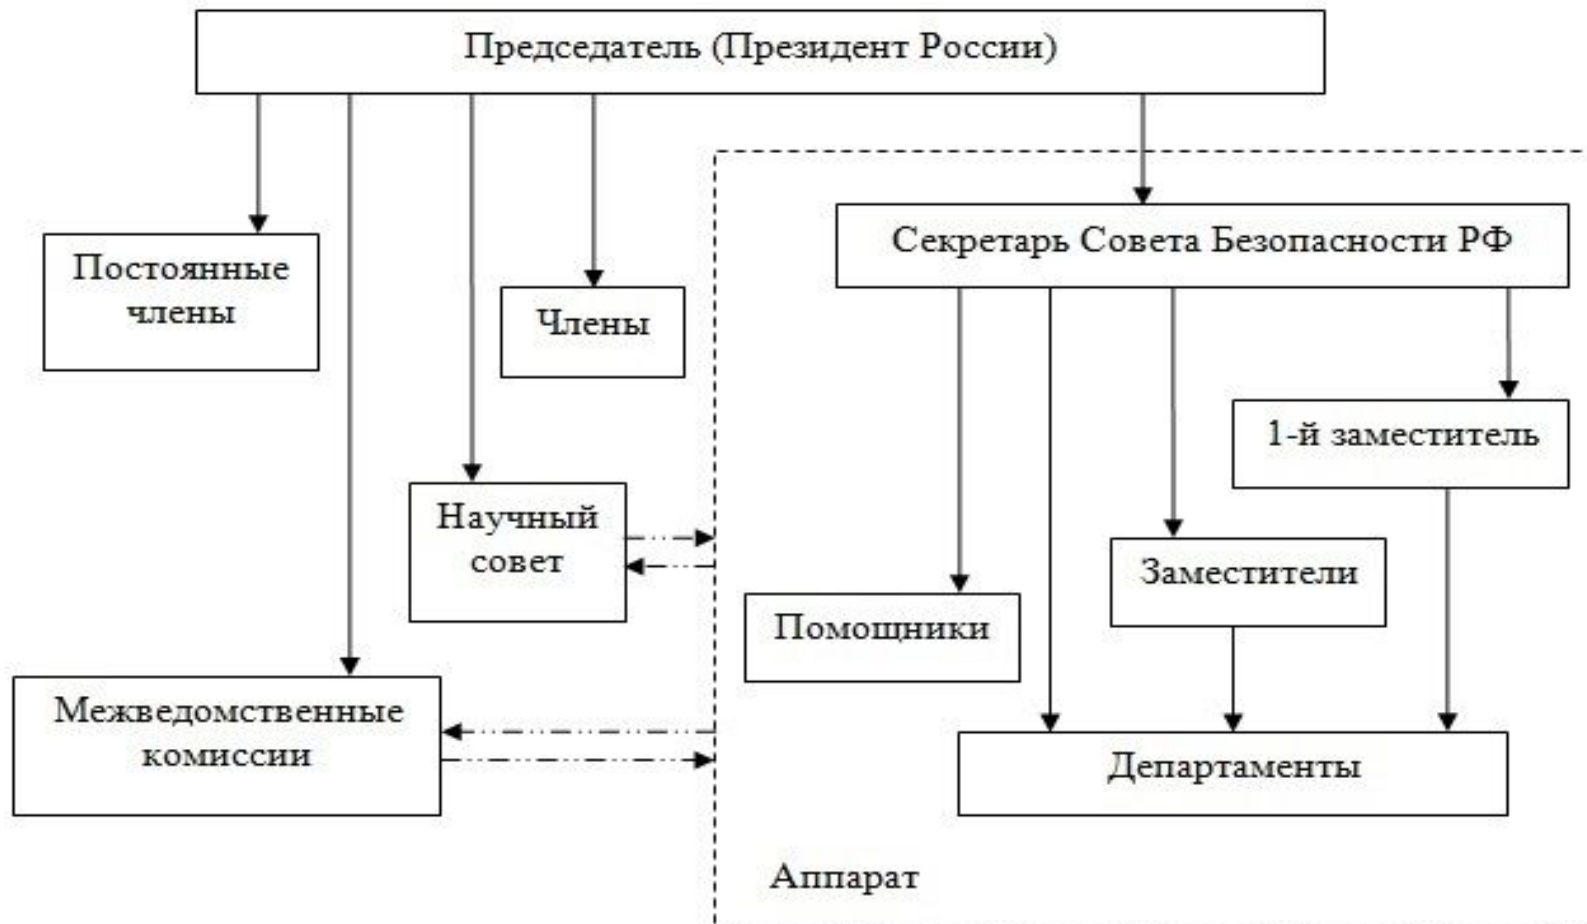 Председатель (Президент России)
Секретарь Совета Безопасности РФ
Постоянные
члены
Члены
1-й заместитель
Научный
совет
Заместители
Помощники
Межведомственные
комиссии
Департаменты
Аппарат